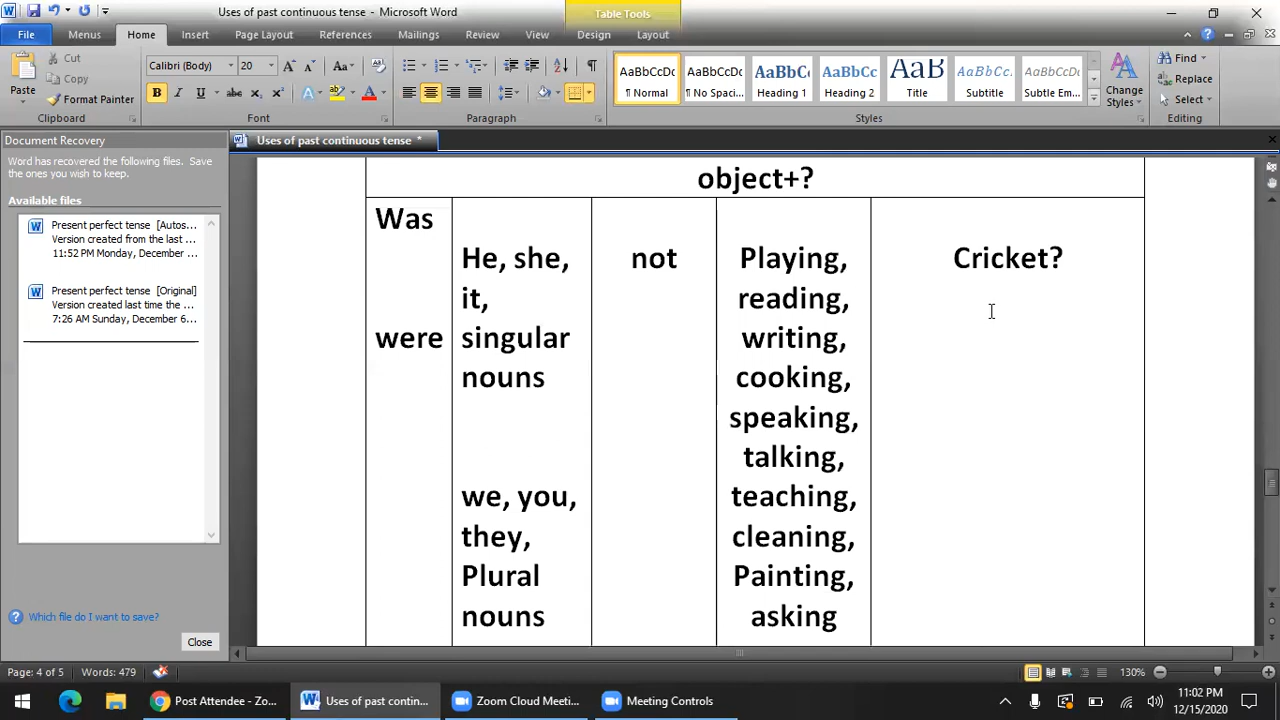 Uses of past continuous tense - Microsoft Word
Table Tools
File Menus Home Insert Page Layout References Mailings Review View Design Layout
Paste
Cut
Copy
Format Painter
Clipboard
Calibri (Body) 20
Font
Paragraph
AaBbCcDc
¶ Normal
AaBbCcDc
¶ No Spaci...
AaBbCc
Heading 1
AaBbCc
Heading 2
AaB
Title
AaBbCc.
Subtitle
AaBbCcDc
Subtle Em...
Change
Styles
Styles
Find
Replace
Select
Editing
Document Recovery
Word has recovered the following files. Save
the ones you wish to keep.
Available files
Present perfect tense [Autos...
Version created from the last ...
11:52 PM Monday, December ...
Present perfect tense [Original]
Version created last time the ...
7:26 AM Sunday, December 6...
Which file do I want to save?
Close
Uses of past continuous tense *
object+?
Was
were
He, she,
it,
singular
nouns
we, you,
they,
Plural
nouns
not
Playing,
reading,
writing,
cooking,
speaking,
talking,
teaching,
cleaning,
Painting,
asking
Cricket?
Page: 4 of 5 Words: 479 130%
Post Attendee - Zo... Uses of past contin... Zoom Cloud Meeti... Meeting Controls
11:02 PM
12/15/2020